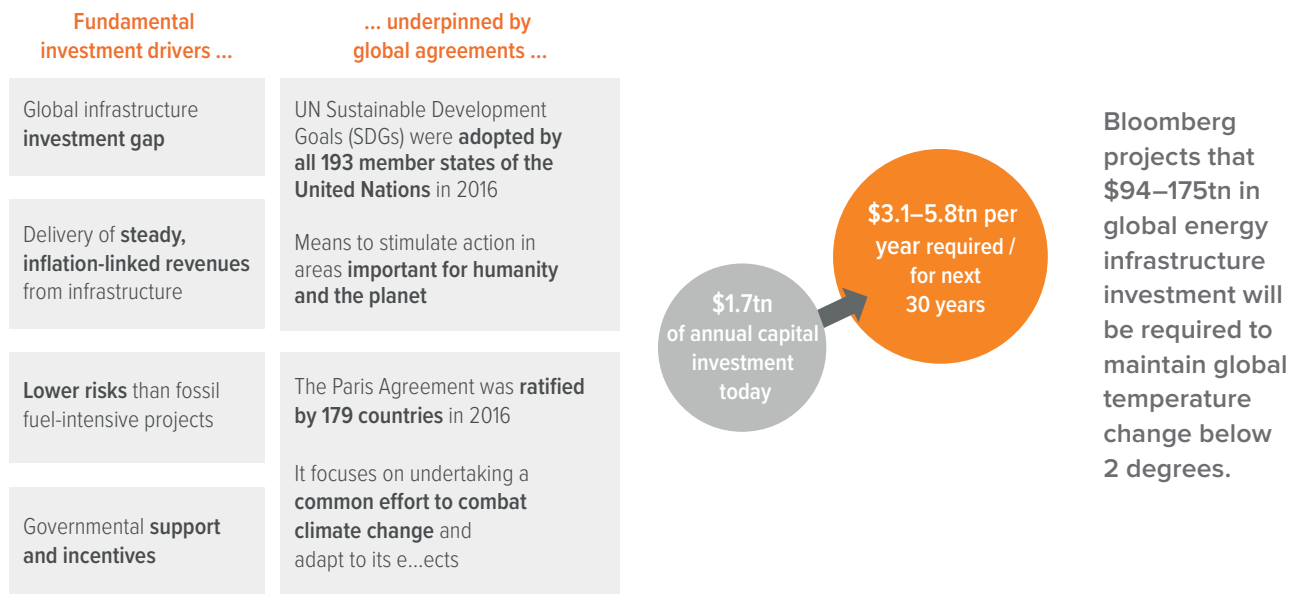 Fundamental
investment drivers ...
Global infrastructure
investment gap
Delivery of steady,
inflation-linked revenues
from infrastructure
Lower risks than fossil
fuel-intensive projects
Governmental support
and incentives
... underpinned by
global agreements ...
UN Sustainable Development
Goals (SDGs) were adopted by
all 193 member states of the
United Nations in 2016
Means to stimulate action in
areas important for humanity
and the planet
The Paris Agreement was ratified
by 179 countries in 2016
It focuses on undertaking a
common effort to combat
climate change and
adapt to its e...ects
$1.7tn
of annual capital
investment
today
$3.1–5.8tn per
year required /
for next
30 years
Bloomberg
projects that
$94–175tn in
global energy
infrastructure
investment will
be required to
maintain global
temperature
change below
2 degrees.